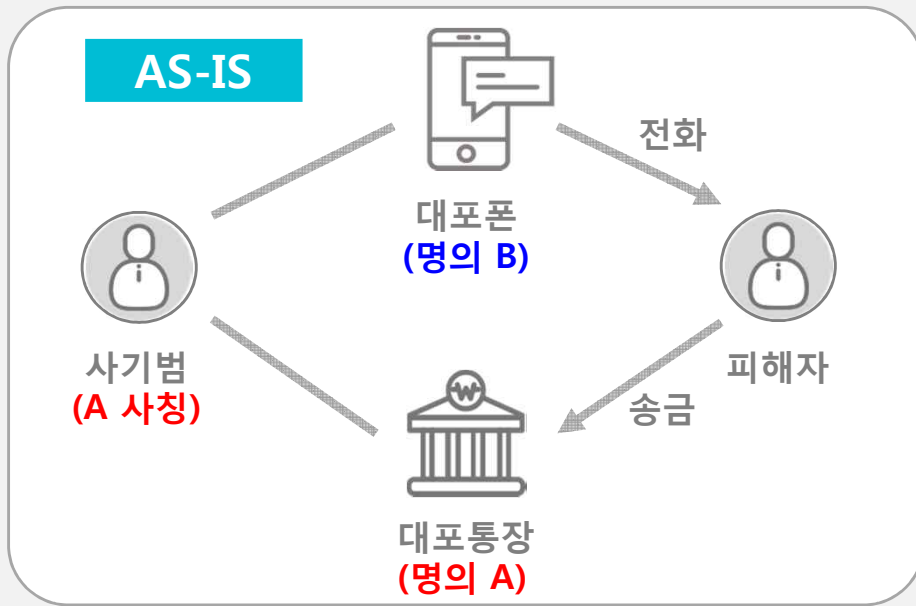 AS-IS
전화
대포폰
(명의 B)
사기범
(A 사칭)
피해자
송금
₩
대포통장
(명의 A)